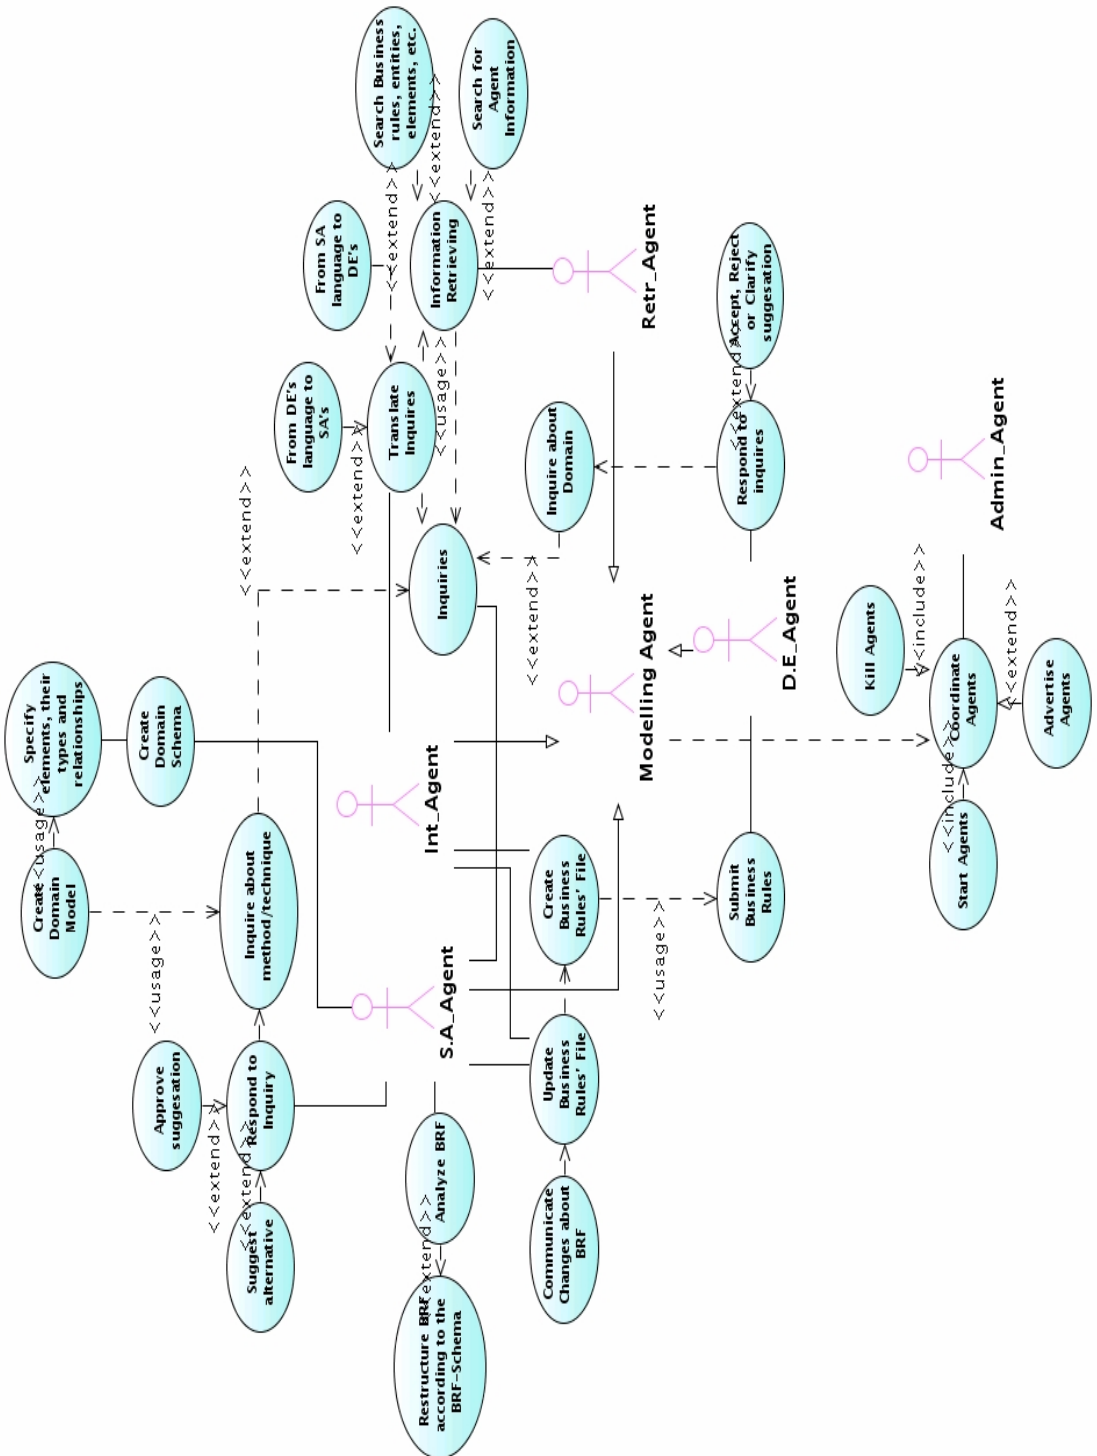 Create
Domain
Model
<<usage>>
Specify
elements, their
types and
relationships
Create
Domain
Schema
Approve
suggesation
<<usage>>
<<extend>>
Suggest
alternative
<<extend>>
Respond to
Inquiry
Inquire about
method/technique
<<extend>>
From DE's
language to
SA's
From SA
language to
DE's
<<extend>>
Translate
Inquires
<<extend>>
Search Business
rules, entities,
elements, etc.
Restructure BRF
according to the
BRF-Schema
<<extend>>
Analyze BRF
S.A_Agent
Int_Agent
Inquiries
<<usage>>
Information
Retrieving
<<extend>>
<<extend>>
Search for
Agent
Information
Communicate
Changes about
BRF
Update
Business
Rules' File
Create
Business
Rules' File
<<extend>>
Inquire about
Domain
<<usage>>
Modelling Agent
Retr_Agent
Submit
Business
Rules
D.E_Agent
Respond to
inquires
<<extend>>
Accept, Reject
or Clarify
suggesation
Kill Agents
<<include>>
Start Agents
<<include>>
Coordinate
Agents
Admin_Agent
<<extend>>
Advertise
Agents